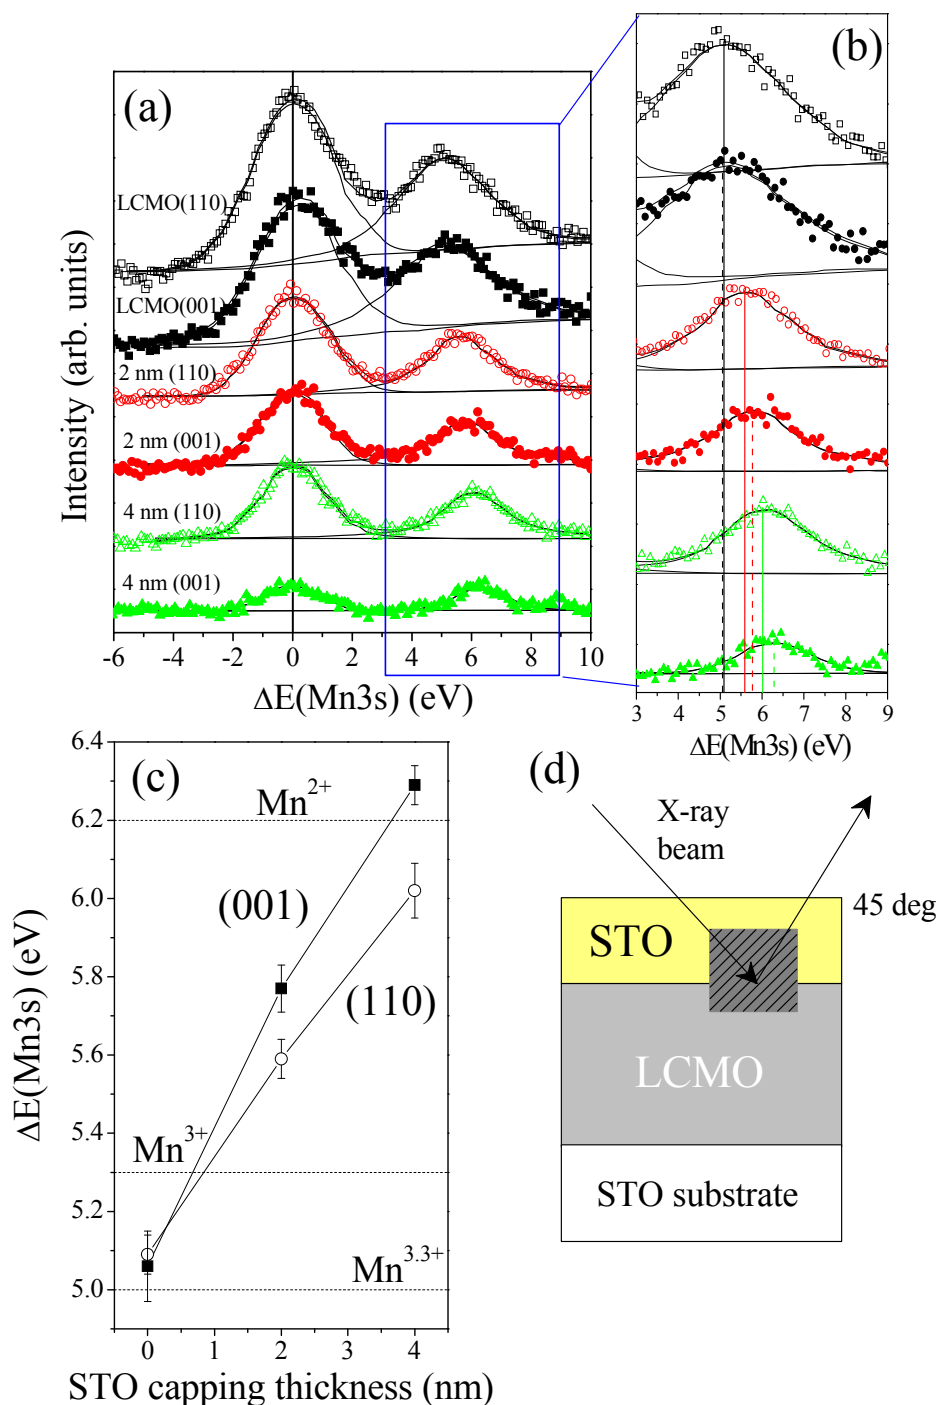 (a)
(b)
LCMO(110)
LCMO(001)
2 nm (110)
2 nm (001)
4 nm (110)
4 nm (001)
Intensity (arb. units)
-6 -4 -2 0 2 4 6 8 10
ΔE(Mn3s) (eV)
3 4 5 6 7 8 9
ΔE(Mn3s) (eV)
(c)
6.4
6.2
6.0
5.8
5.6
5.4
5.2
5.0
ΔE(Mn3s) (eV)
Mn2+
(001)
(110)
Mn3+
Mn3.3+
0 1 2 3 4
STO capping thickness (nm)
(d)
X-ray
beam
45 deg
STO
LCMO
STO substrate